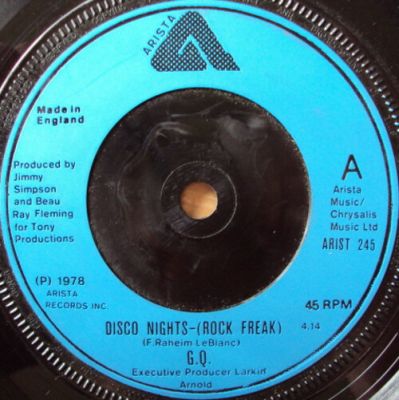 ARISTA
Made in
England
Produced by
Jimmy
Simpson
and Beau
Ray Fleming
for Tony
Productions
A
Arista
Music/
Chrysalis
Music Ltd
ARIST 245
(P) 1978
ARISTA
RECORDS INC.
45 RPM
DISCO NIGHTS-(ROCK FREAK) 4.14
(F.Raheim LeBlanc)
G.Q.
Executive Producer Larkin
Arnold